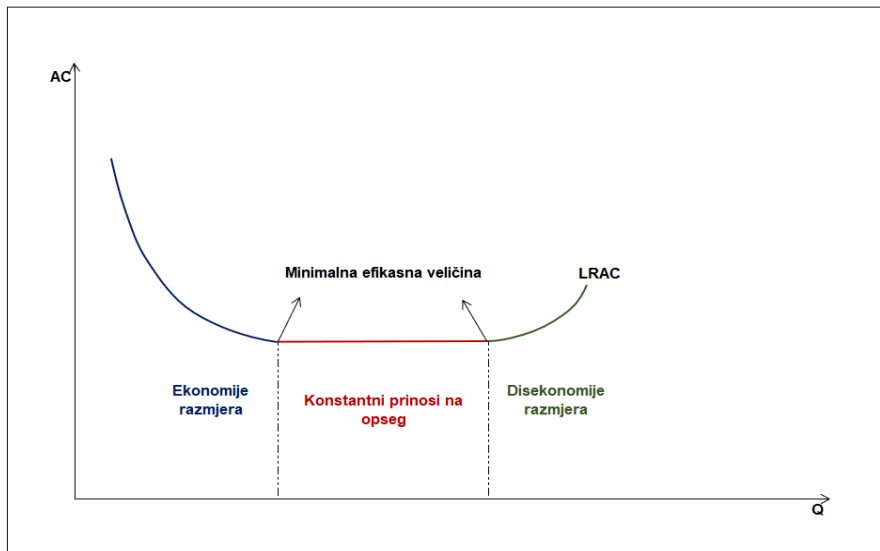 AC
Minimalna efikasna veličina
LRAC
Ekonomije
razmjera
Konstantni prinosi na
opseg
Disekonomije
razmjera
Q